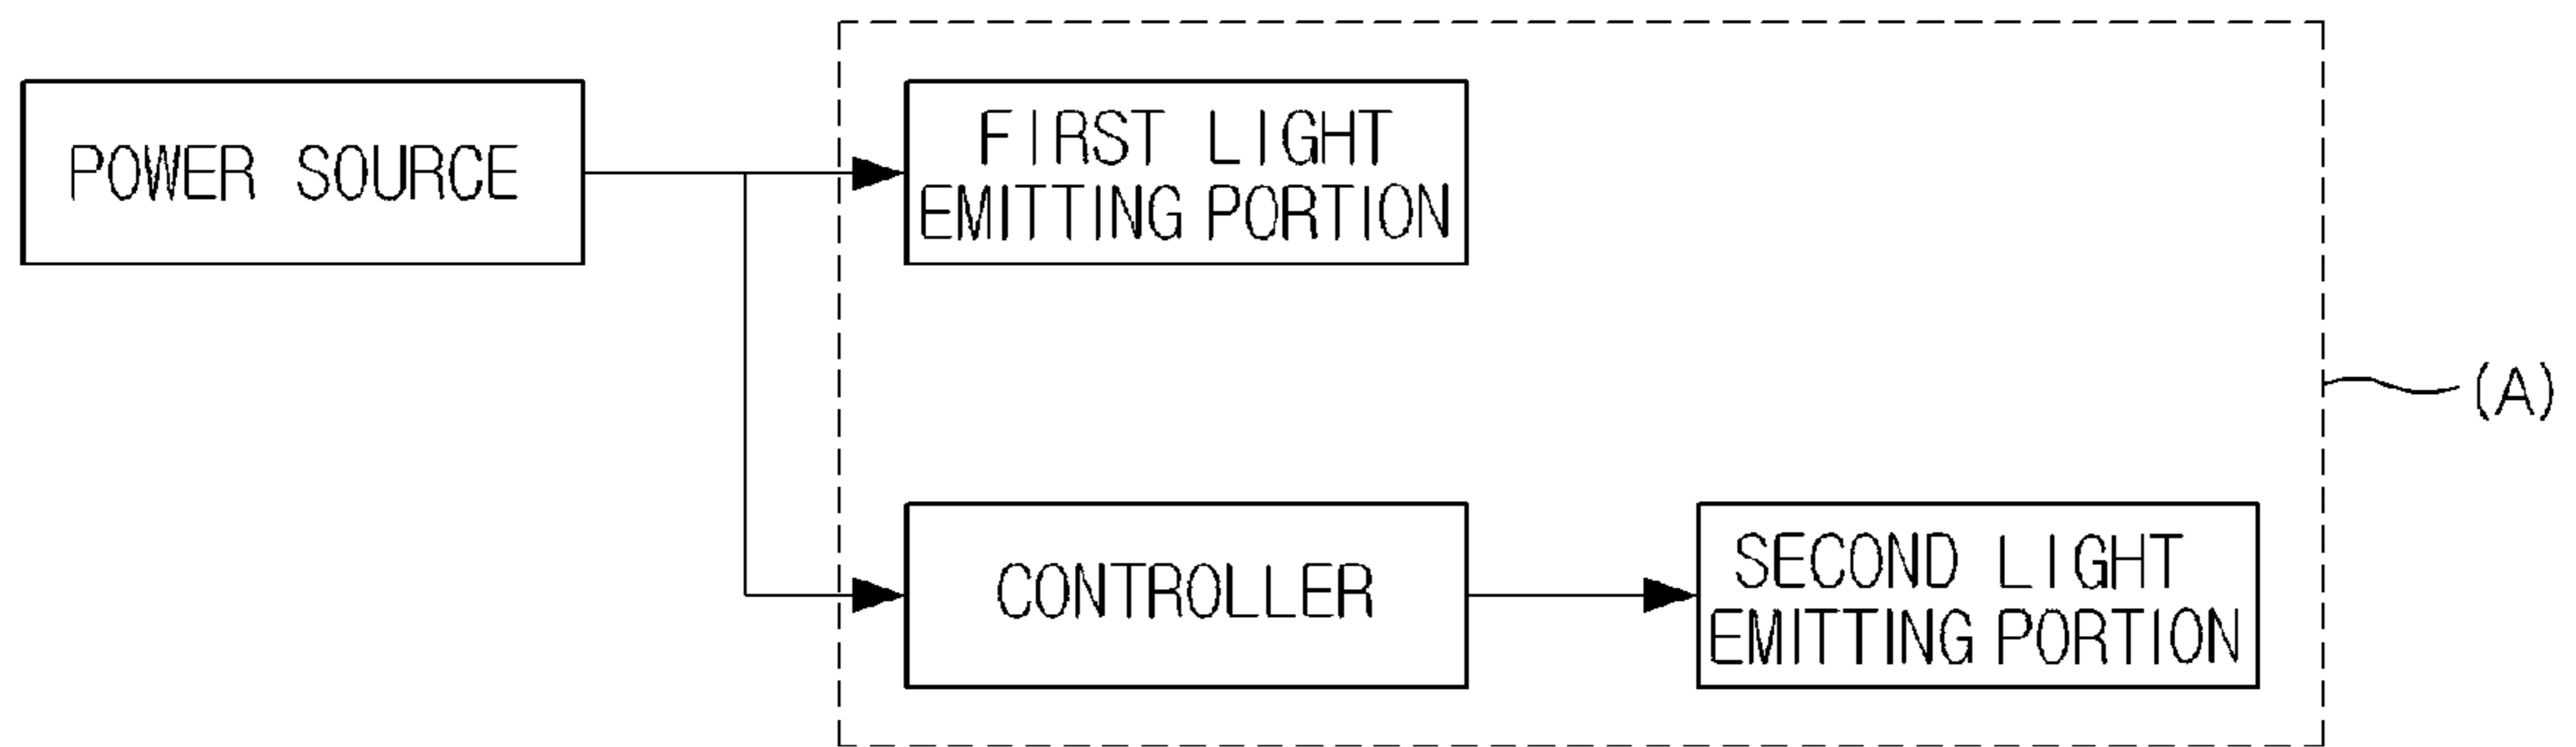 POWER SOURCE
FIRST LIGHT
EMITTING PORTION
(A)
CONTROLLER
SECOND LIGHT
EMITTING PORTION